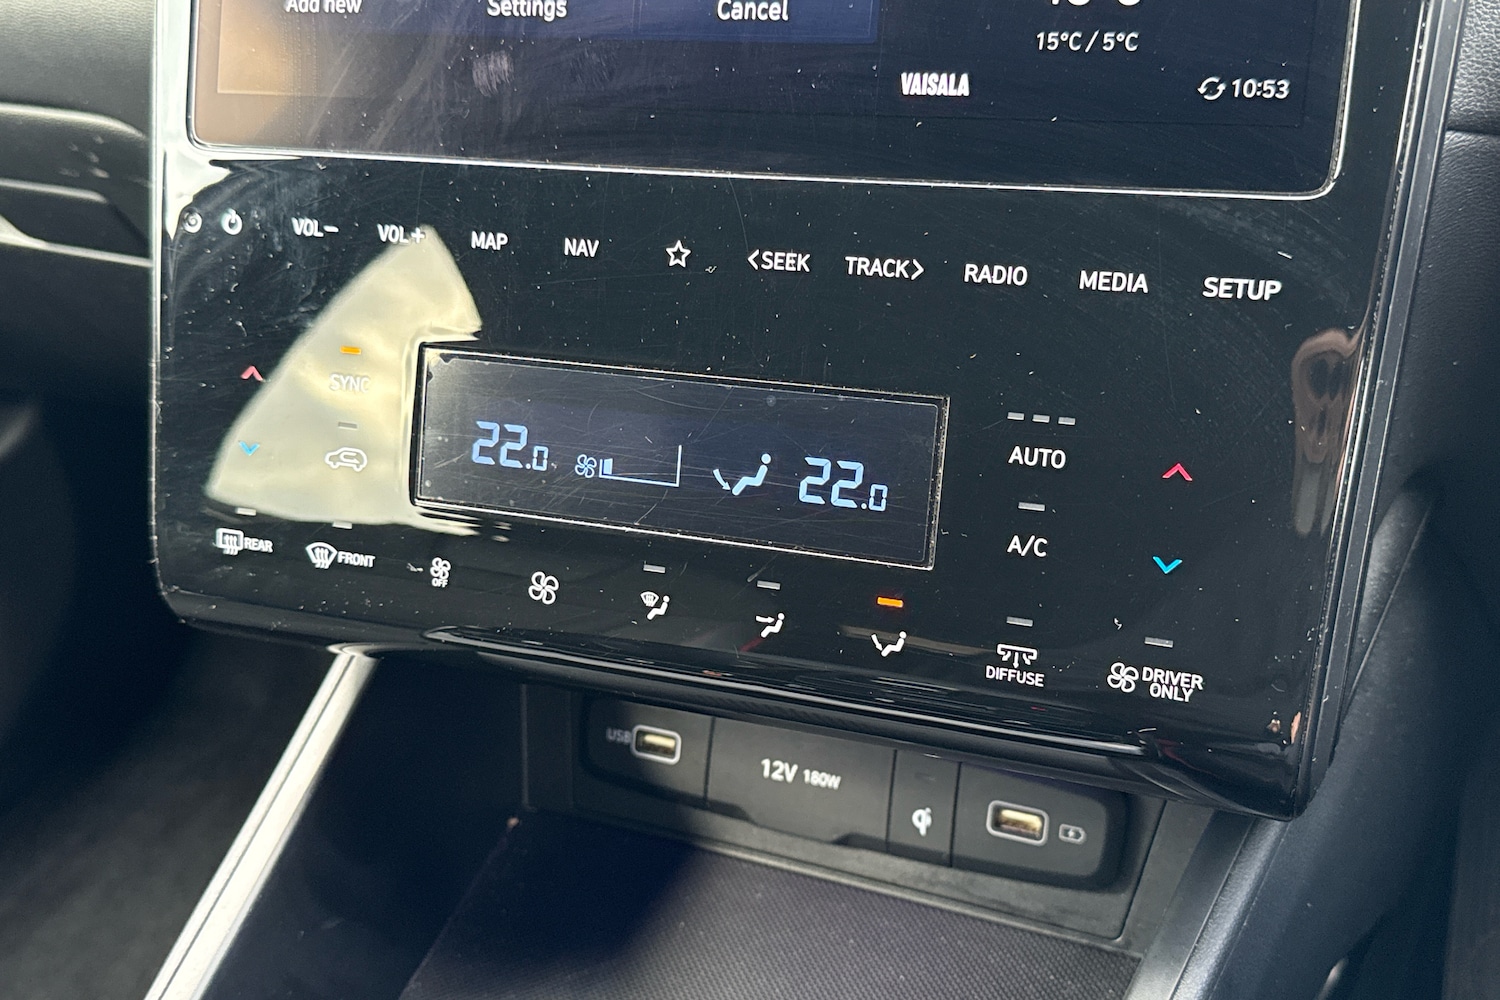 Add new Settings Cancel
15°C / 5°C
VAISALA 10:53
VOL- VOL+ MAP NAV <SEEK TRACK> RADIO MEDIA SETUP
SYNC
22.0 22.0
AUTO
A/C
REAR FRONT
OFF
DIFFUSE
DRIVER
ONLY
USB
12V 180W